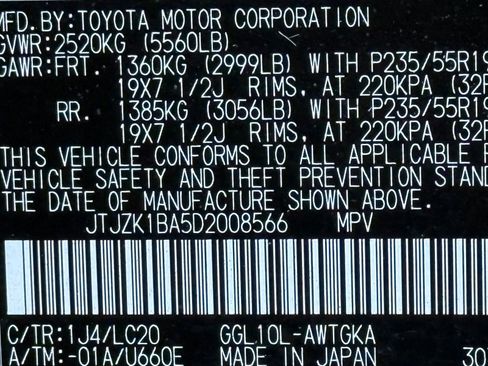 MFD.BY:TOYOTA MOTOR CORPORATION
GVWR:2520KG (5560LB)
GAWR:FRT. 1360KG (2999LB) WITH P235/55R19
19X7 1/2J RIMS, AT 220KPA (32P
RR. 1385KG (3056LB) WITH P235/55R19
19X7 1/2J RIMS, AT 220KPA (32P
THIS VEHICLE CONFORMS TO ALL APPLICABLE F
VEHICLE SAFETY AND THEFT PREVENTION STAND
THE DATE OF MANUFACTURE SHOWN ABOVE.
JTJZK1BA5D2008566 MPV
C/TR:1J4/LC20 GGL10L-AWTGKA
A/TM:-01A/U660E MADE IN JAPAN 30